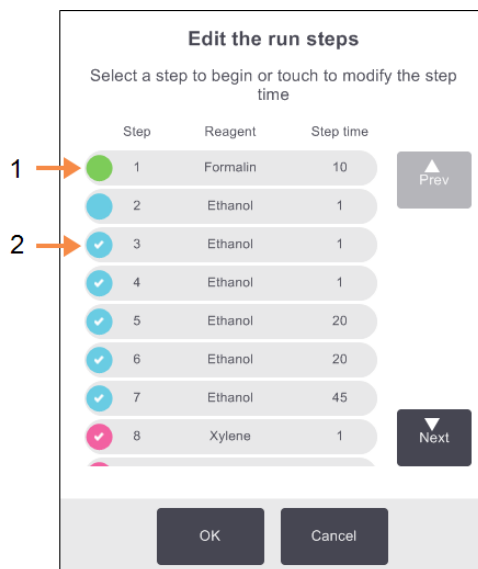 Edit the run steps
Select a step to begin or touch to modify the step
time
Step Reagent Step time
1 1 Formalin 10 Prev
2 Ethanol 1
2 3 Ethanol 1
4 Ethanol 1
5 Ethanol 20
6 Ethanol 20
7 Ethanol 45
8 Xylene 1 Next
OK Cancel